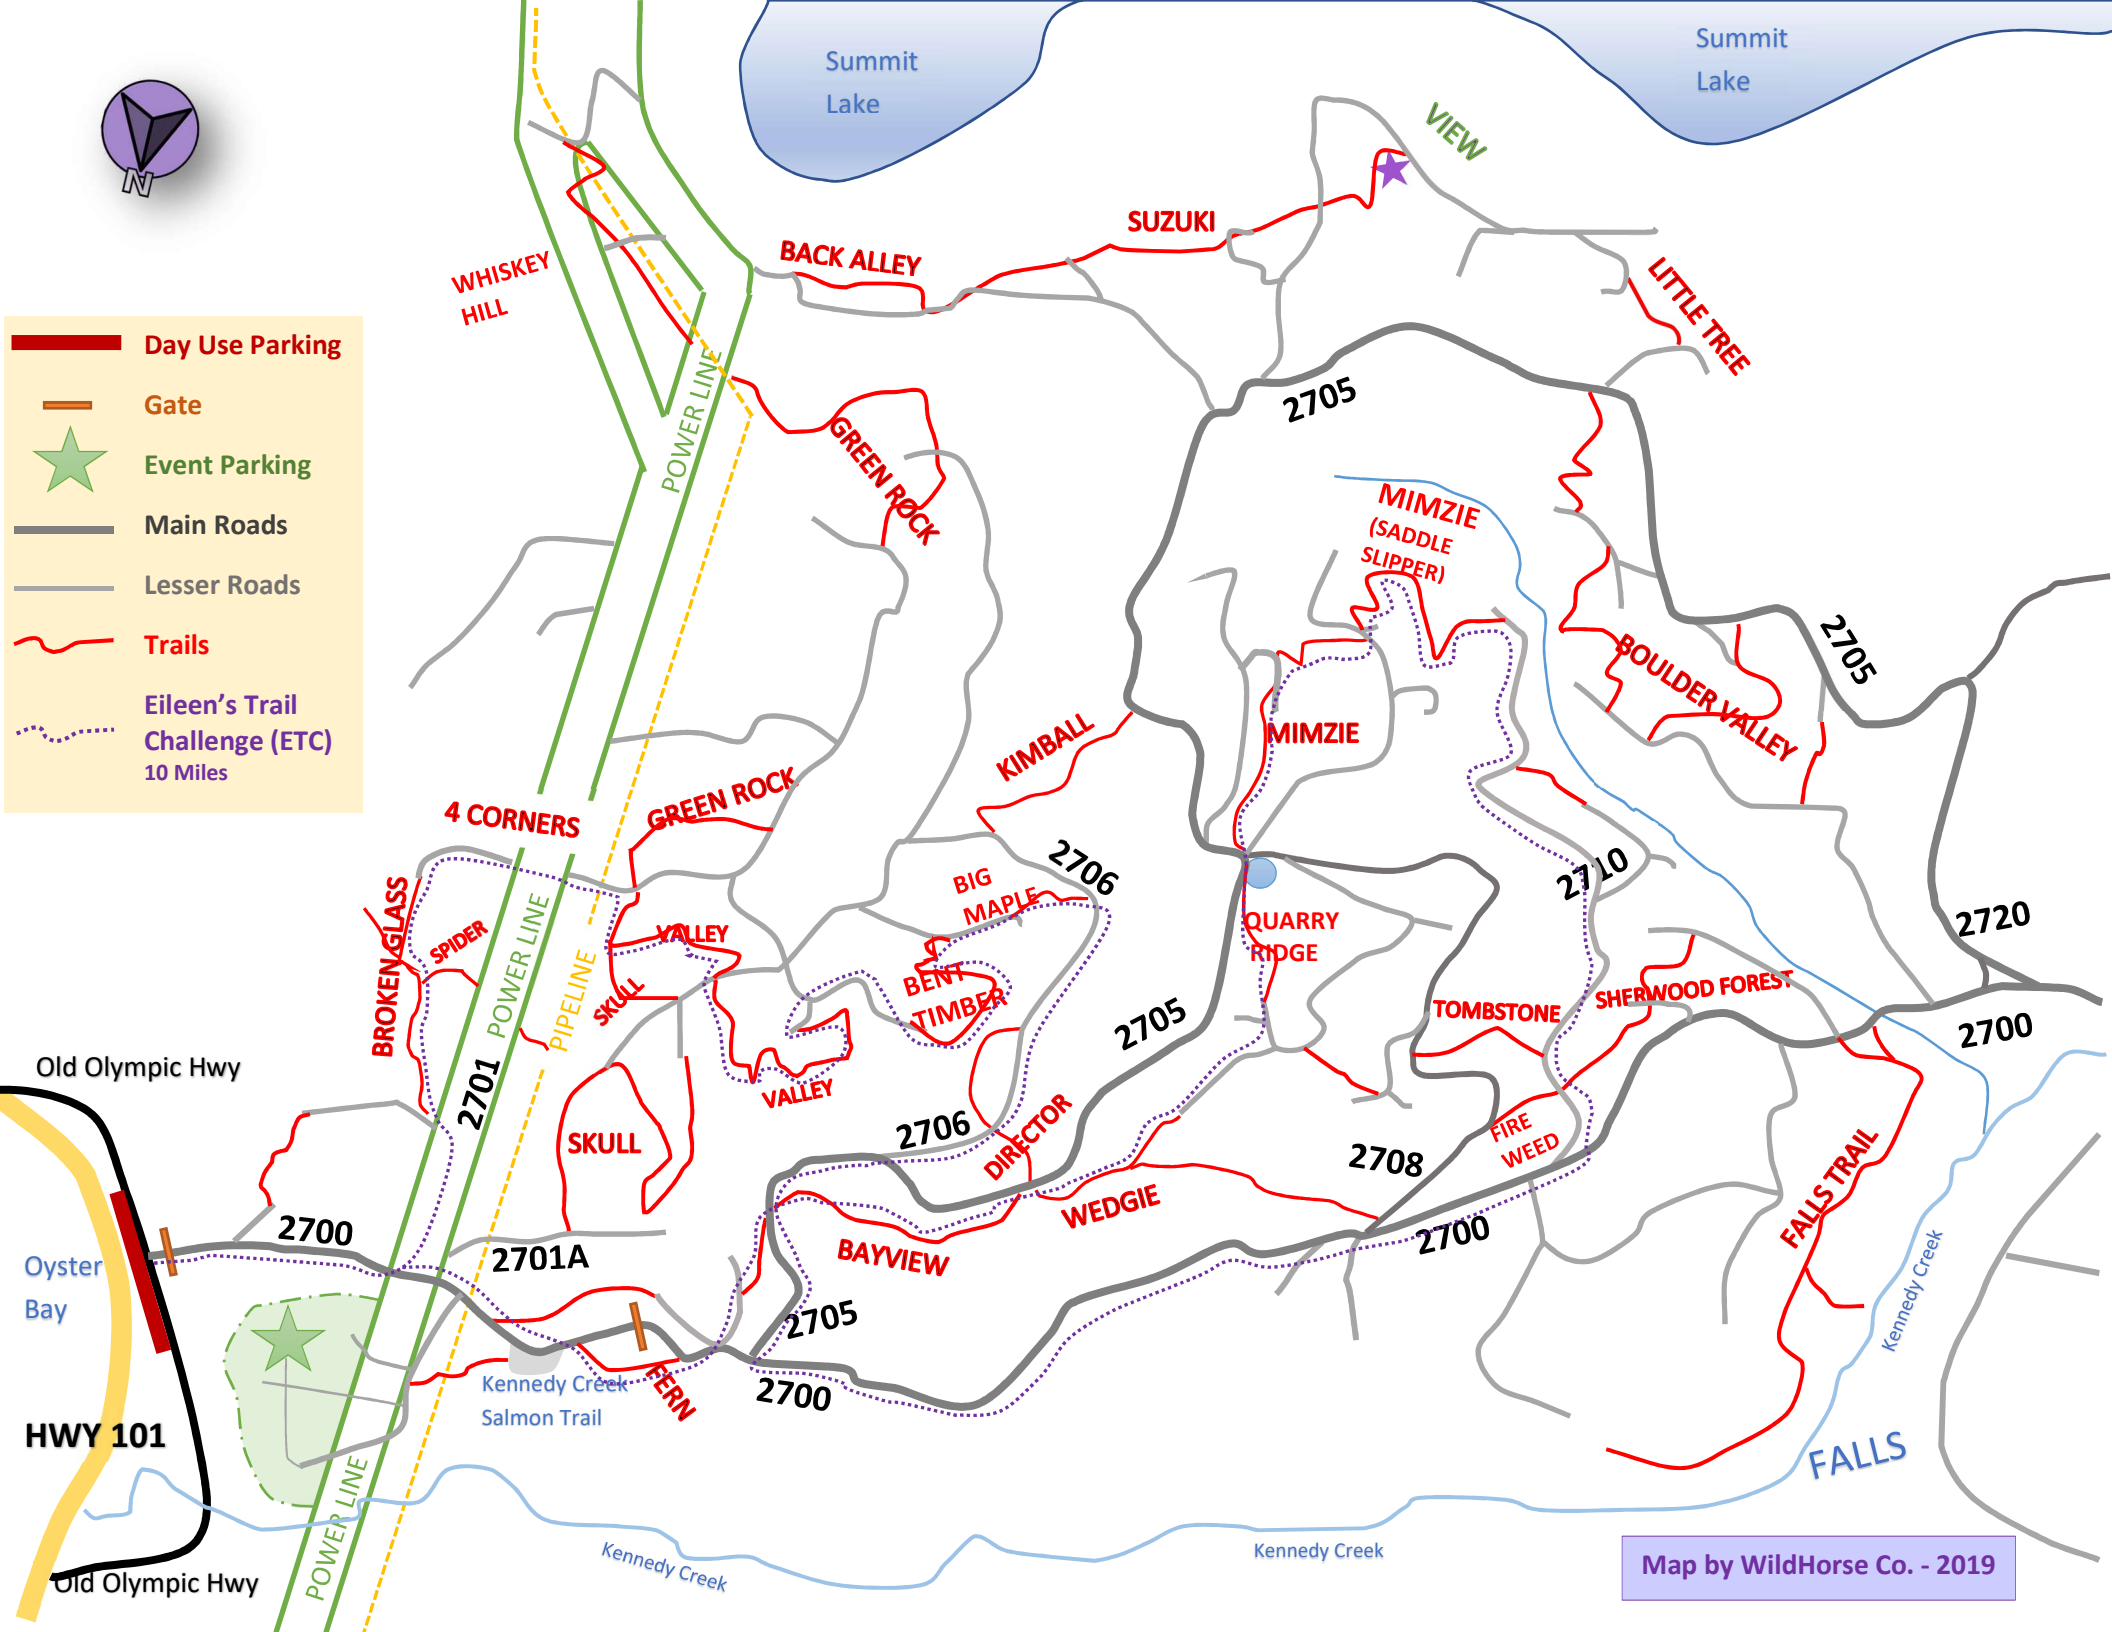 Summit
Lake
Summit
Lake
VIEW
N
SUZUKI
BACK ALLEY
WHISKEY
HILL
LITTLE TREE
Day Use Parking
Gate
Event Parking
Main Roads
Lesser Roads
Trails
Eileen's Trail
Challenge (ETC)
10 Miles
POWER LINE
2705
GREEN ROCK
MIMZIE
(SADDLE
SLIPPER)
2705
BOULDER VALLEY
KIMBALL
MIMZIE
GREEN ROCK
4 CORNERS
2706
BIG
MAPLE
2710
BROKEN GLASS
SPIDER
POWER LINE
PIPELINE
VALLEY
SKULL
BENT
TIMBER
QUARRY
RIDGE
2720
TOMBSTONE
SHERWOOD FOREST
2700
2705
Old Olympic Hwy
2701
VALLEY
SKULL
2706
DIRECTOR
FIRE
WEED
2708
FALLS TRAIL
WEDGIE
2700
2700
2701A
BAYVIEW
Oyster
Bay
2705
Kennedy Creek
Kennedy Creek
Salmon Trail
FERN
2700
HWY 101
FALLS
POWER LINE
Old Olympic Hwy
Kennedy Creek
Kennedy Creek
Map by WildHorse Co. - 2019